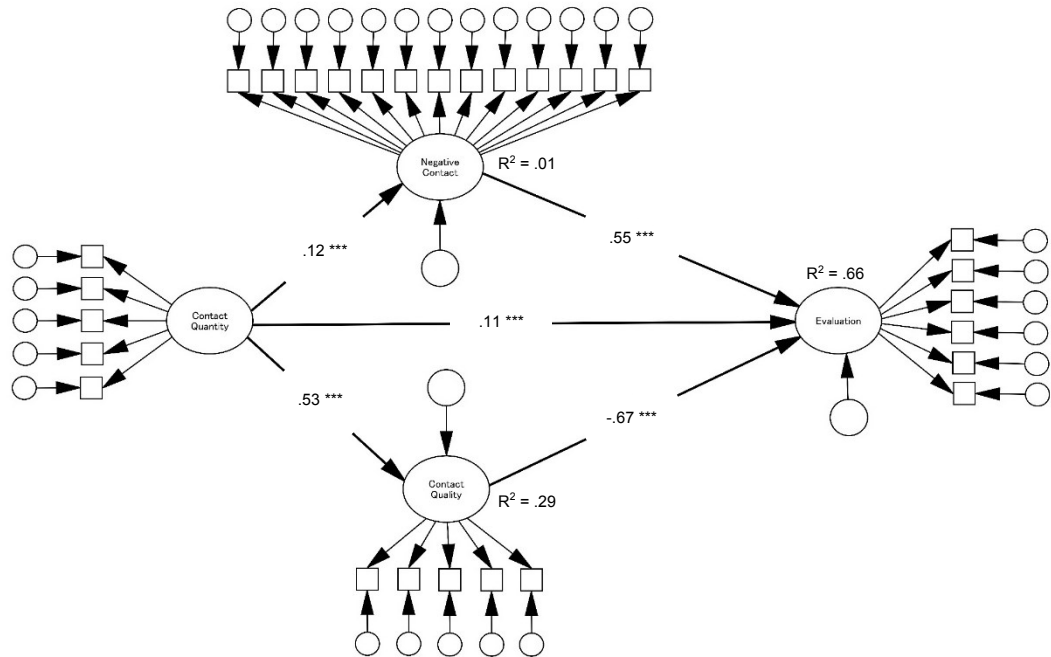 Negative
Contact
R² = .01
.12 ***
.55 ***
R² = .66
Contact
Quantity
.11 ***
Evaluation
.53 ***
-.67 ***
Contact
Quality
R² = .29